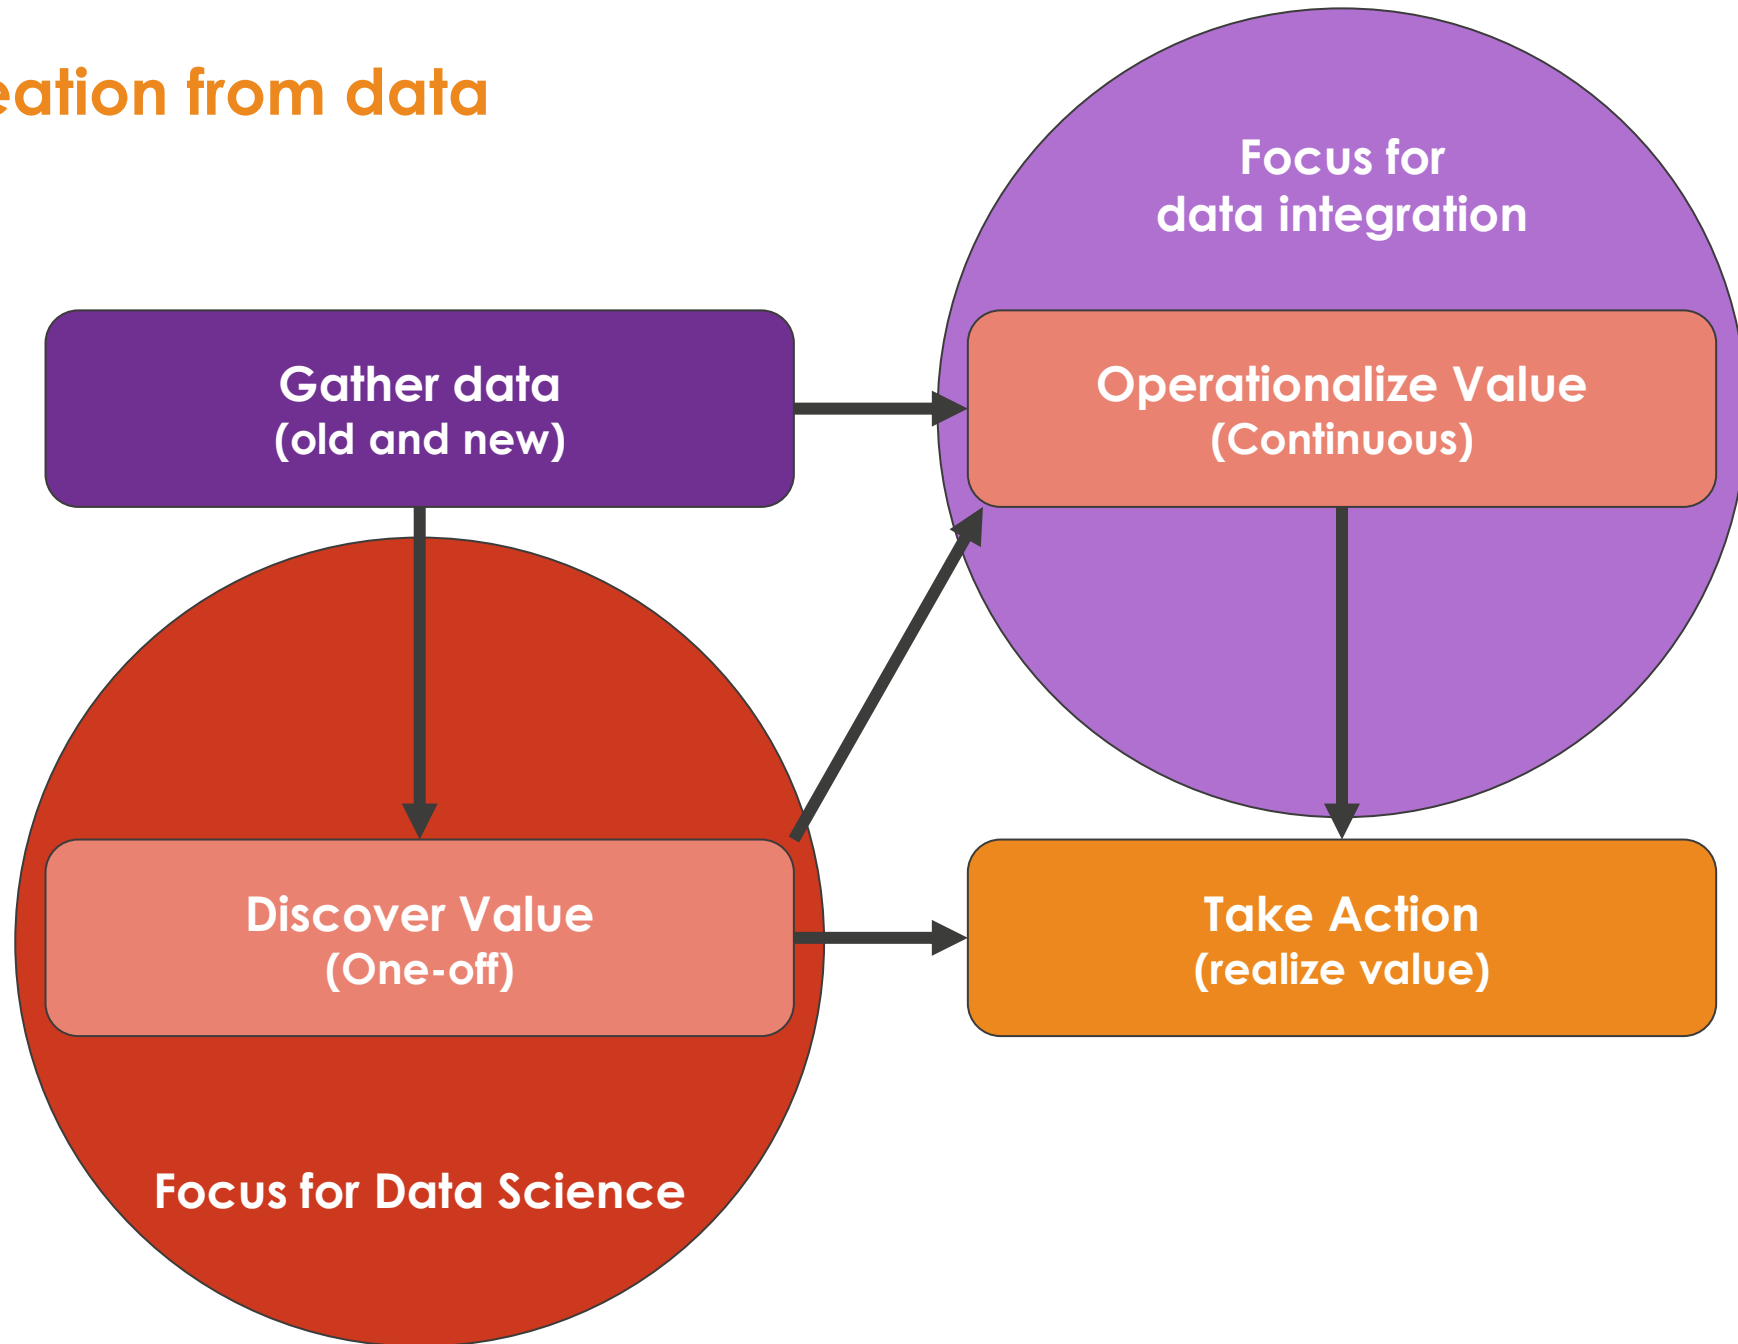 eation from data
Focus for
data integration
Gather data
(old and new)
Operationalize Value
(Continuous)
Discover Value
(One-off)
Take Action
(realize value)
Focus for Data Science